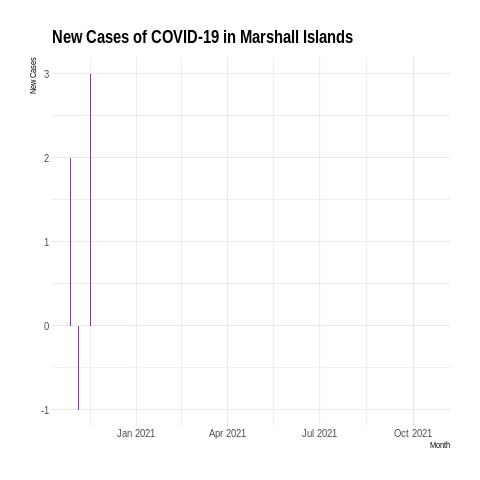 New Cases of COVID-19 in Marshall Islands
New Cases
3
2
1
0
-1
Jan 2021 Apr 2021 Jul 2021 Oct 2021
Month